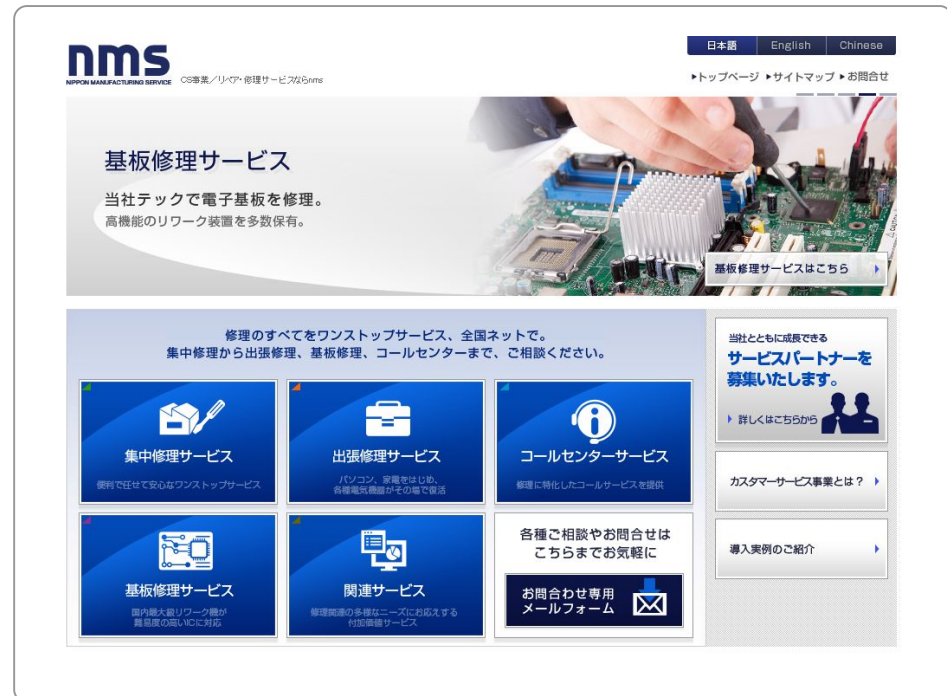 nms
NIPPON MANUFACTURING SERVICE
CS事業／リペア・修理サービスならnms
日本語 English Chinese
トップページ サイトマップ お問合せ
基板修理サービス
当社テックで電子基板を修理。
高機能のリワーク装置を多数保有。
基板修理サービスはこちら
修理のすべてをワンストップサービス、全国ネットで。
集中修理から出張修理、基板修理、コールセンターまで、ご相談ください。
集中修理サービス
便利で任せて安心なワンストップサービス
出張修理サービス
パソコン、家電をはじめ、
各種電気機器がその場で復活
コールセンターサービス
修理に特化したコールサービスを提供
基板修理サービス
国内最大級リワーク機が
難易度の高いICに対応
関連サービス
修理関連の多様なニーズにお応えする
付加価値サービス
各種ご相談やお問合せは
こちらまでお気軽に
お問合わせ専用
メールフォーム
当社とともに成長できる
サービスパートナーを
募集いたします。
詳しくはこちらから
カスタマーサービス事業とは？
導入実例のご紹介